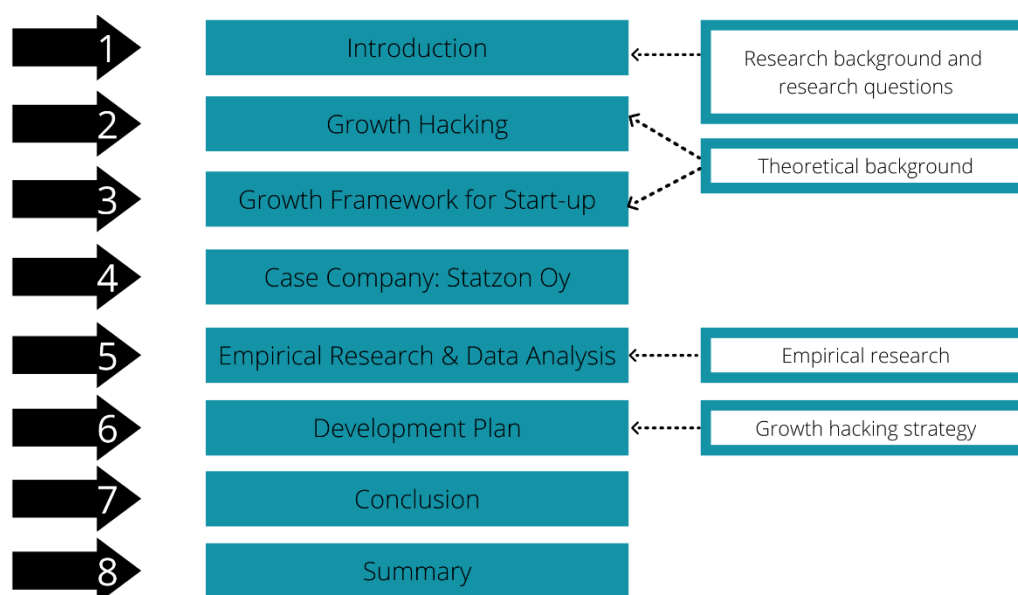 1
Introduction
Research background and
research questions
2
Growth Hacking
Theoretical background
3
Growth Framework for Start-up
4
Case Company: Statzon Oy
5
Empirical Research & Data Analysis
Empirical research
6
Development Plan
Growth hacking strategy
7
Conclusion
8
Summary